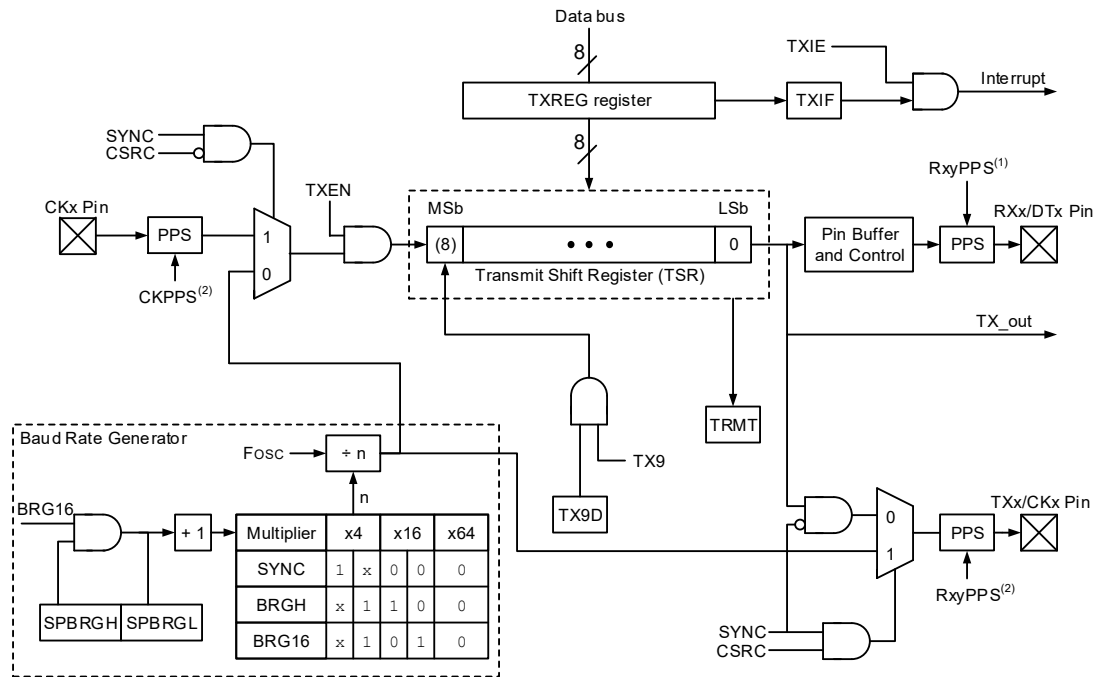 Data bus
8
TXIE
TXREG register
TXIF
Interrupt
8
SYNC
CSRC
RxyPPS(1)
CKx Pin
TXEN
MSb
LSb
RXx/DTx Pin
PPS
1
(8)
• • •
0
Pin Buffer
and Control
PPS
0
Transmit Shift Register (TSR)
CKPPS(2)
TX_out
TRMT
Baud Rate Generator
Fosc
÷ n
TX9
n
TX9D
TXx/CKx Pin
BRG16
+ 1
Multiplier x4 x16 x64
0
PPS
SYNC 1 x 0 0 0
1
BRGH x 1 1 0 0
RxyPPS(2)
SPBRGH SPBRGL
BRG16 x 1 0 1 0
SYNC
CSRC